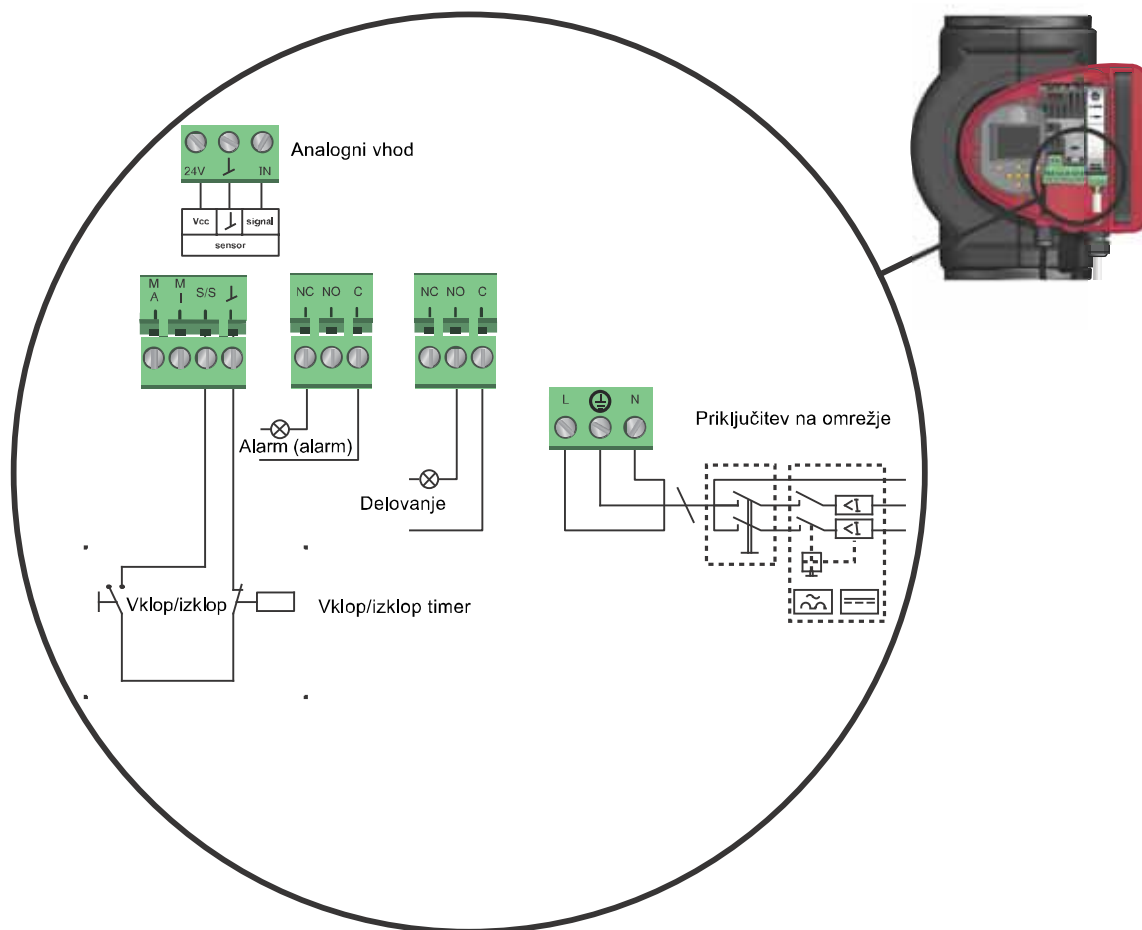 Analogni vhod
24V IN
Vcc signal
sensor
M A M I S/S
NC NO C
NC NO C
Alarm (alarm)
Delovanje
L N
Priključitev na omrežje
<I
<I
Vklop/izklop
Vklop/izklop timer